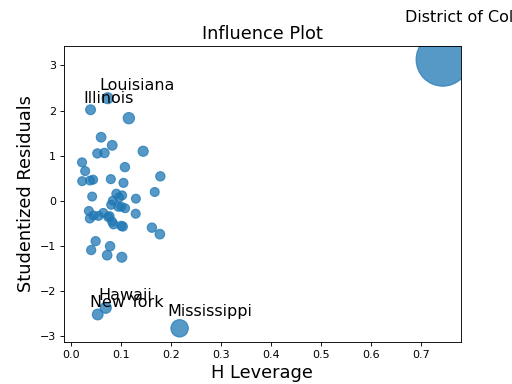 District of Col
Influence Plot
Louisiana
Illinois
Hawaii
New York
Mississippi
Studentized Residuals
3
2
1
0
−1
−2
−3
0.0 0.1 0.2 0.3 0.4 0.5 0.6 0.7
H Leverage